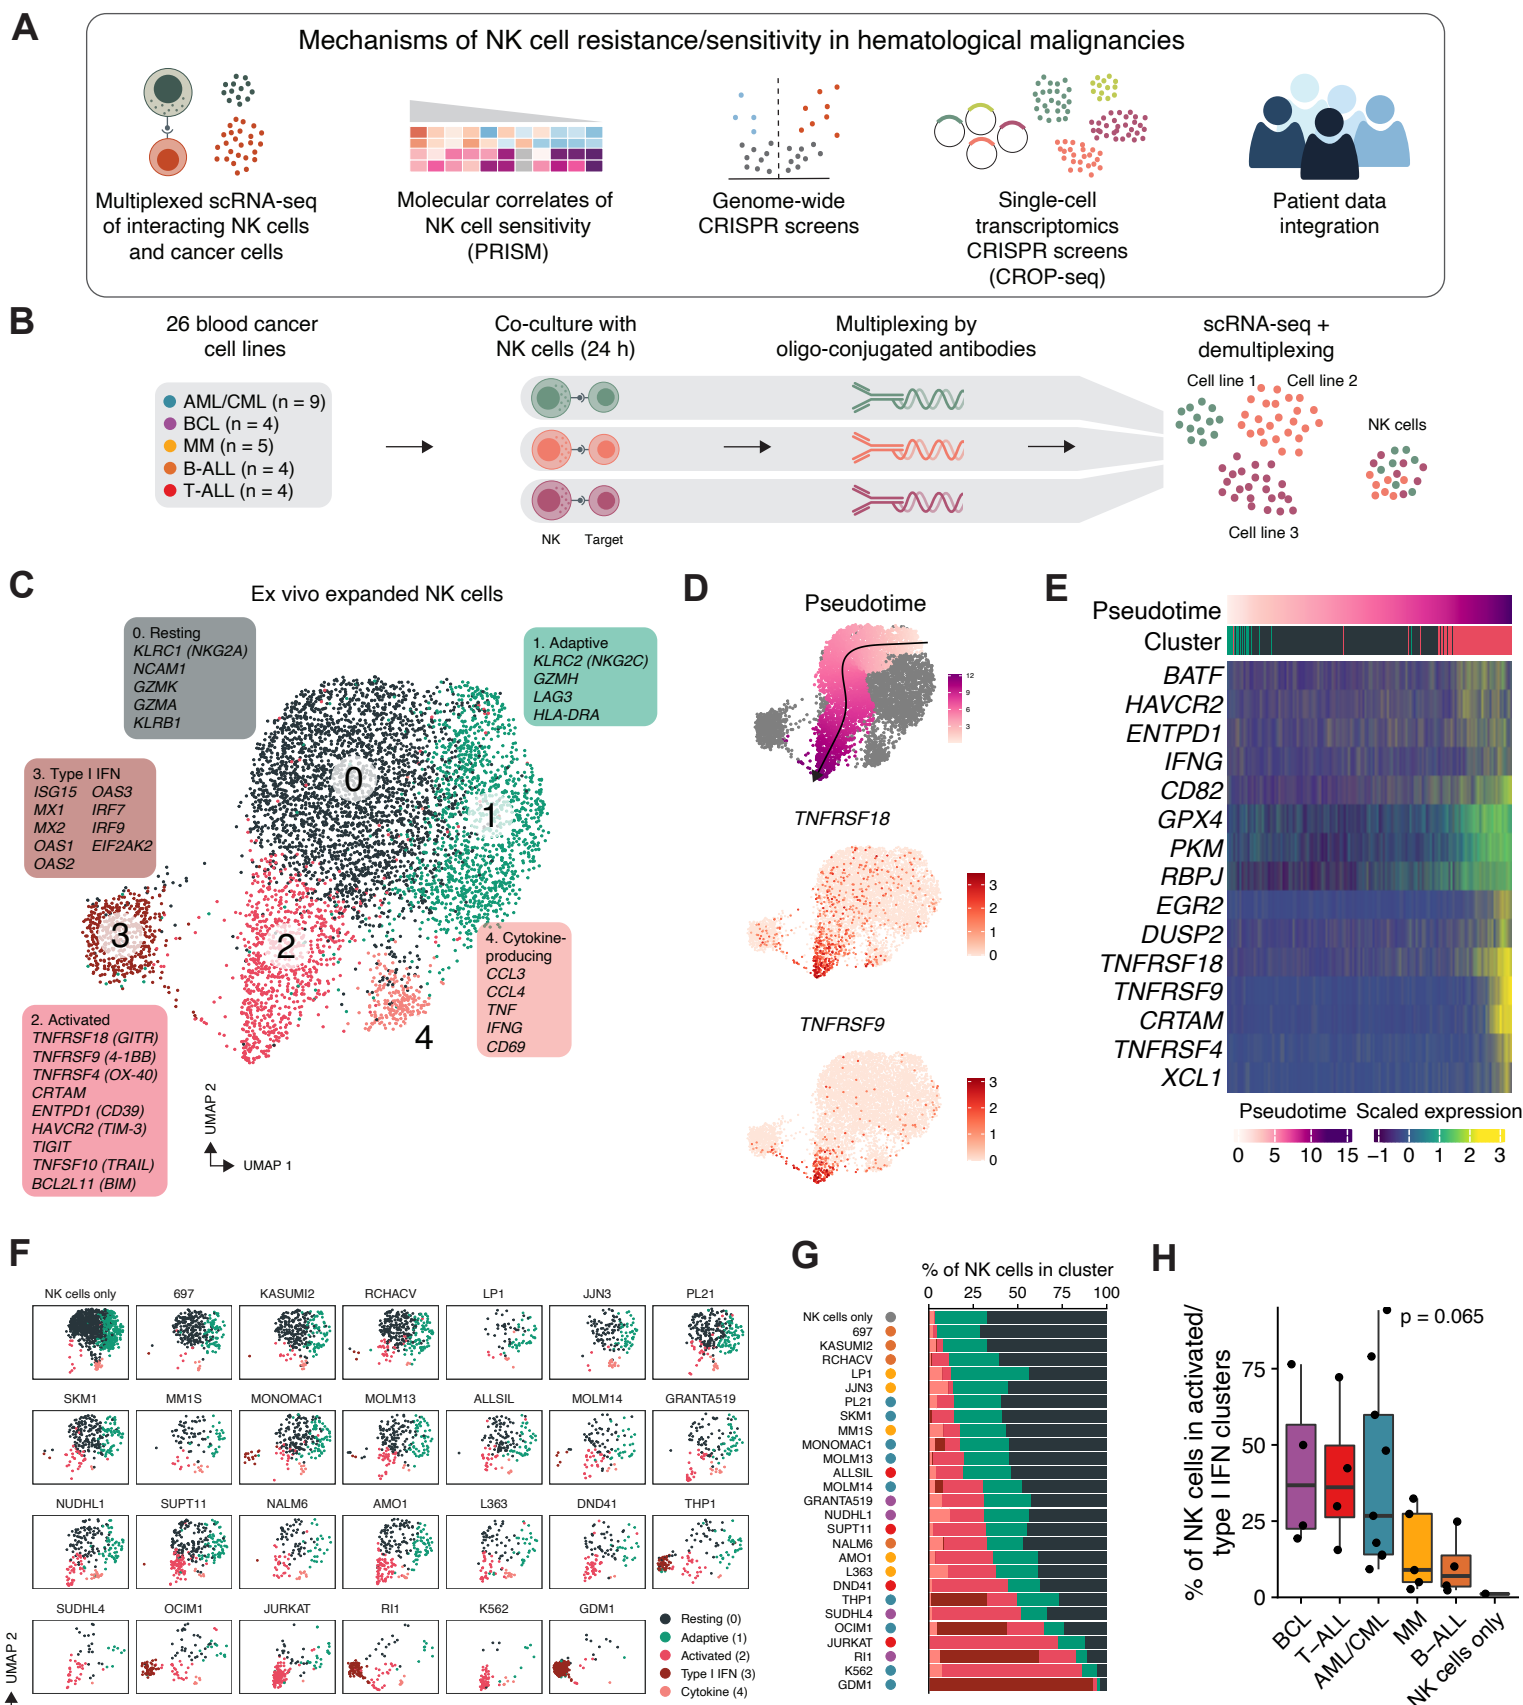 A
Mechanisms of NK cell resistance/sensitivity in hematological malignancies
Multiplexed scRNA-seq
of interacting NK cells
and cancer cells
Molecular correlates of
NK cell sensitivity
(PRISM)
Genome-wide
CRISPR screens
Single-cell
transcriptomics
CRISPR screens
(CROP-seq)
Patient data
integration
B
26 blood cancer
cell lines
AML/CML (n = 9)
BCL (n = 4)
MM (n = 5)
B-ALL (n = 4)
T-ALL (n = 4)
Co-culture with
NK cells (24 h)
NK
Target
Multiplexing by
oligo-conjugated antibodies
scRNA-seq +
demultiplexing
Cell line 1
Cell line 2
NK cells
Cell line 3
C
Ex vivo expanded NK cells
0. Resting
KLRC1 (NKG2A)
NCAM1
GZMK
GZMA
KLRB1
1. Adaptive
KLRC2 (NKG2C)
GZMH
LAG3
HLA-DRA
3. Type I IFN
ISG15 OAS3
MX1 IRF7
MX2 IRF9
OAS1 EIF2AK2
OAS2
0
1
2
3
4
4. Cytokine-
producing
CCL3
CCL4
TNF
IFNG
CD69
2. Activated
TNFRSF18 (GITR)
TNFRSF9 (4-1BB)
TNFRSF4 (OX-40)
CRTAM
ENTPD1 (CD39)
HAVCR2 (TIM-3)
TIGIT
TNFSF10 (TRAIL)
BCL2L11 (BIM)
UMAP 2
UMAP 1
D
Pseudotime
12
9
6
3
TNFRSF18
3
2
1
0
TNFRSF9
3
2
1
0
E
Pseudotime
Cluster
BATF
HAVCR2
ENTPD1
IFNG
CD82
GPX4
PKM
RBPJ
EGR2
DUSP2
TNFRSF18
TNFRSF9
CRTAM
TNFRSF4
XCL1
Pseudotime
0 5 10 15
Scaled expression
−1 0 1 2 3
F
NK cells only 697 KASUMI2 RCHACV LP1 JJN3 PL21
SKM1 MM1S MONOMAC1 MOLM13 ALLSIL MOLM14 GRANTA519
NUDHL1 SUPT11 NALM6 AMO1 L363 DND41 THP1
SUDHL4 OCIM1 JURKAT RI1 K562 GDM1
Resting (0)
Adaptive (1)
Activated (2)
Type I IFN (3)
Cytokine (4)
UMAP 2
G
% of NK cells in cluster
0 25 50 75 100
NK cells only
697
KASUMI2
RCHACV
LP1
JJN3
PL21
SKM1
MM1S
MONOMAC1
MOLM13
ALLSIL
MOLM14
GRANTA519
NUDHL1
SUPT11
NALM6
AMO1
L363
DND41
THP1
SUDHL4
OCIM1
JURKAT
RI1
K562
GDM1
H
% of NK cells in activated/
type I IFN clusters
p = 0.065
75
50
25
0
BCL
T−ALL
AML/CML
MM
B−ALL
NK cells only